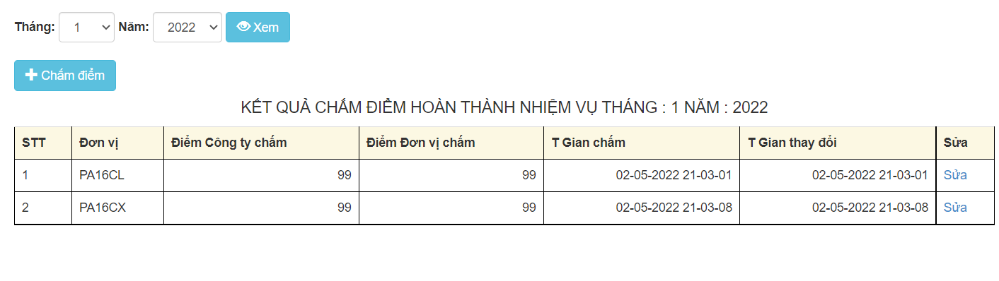 Tháng: 1 Năm: 2022 Xem
Chấm điểm
KẾT QUẢ CHẤM ĐIỂM HOÀN THÀNH NHIỆM VỤ THÁNG : 1 NĂM : 2022
STT Đơn vị Điểm Công ty chấm Điểm Đơn vị chấm T Gian chấm T Gian thay đổi Sửa
1 PA16CL 99 99 02-05-2022 21-03-01 02-05-2022 21-03-01 Sửa
2 PA16CX 99 99 02-05-2022 21-03-08 02-05-2022 21-03-08 Sửa